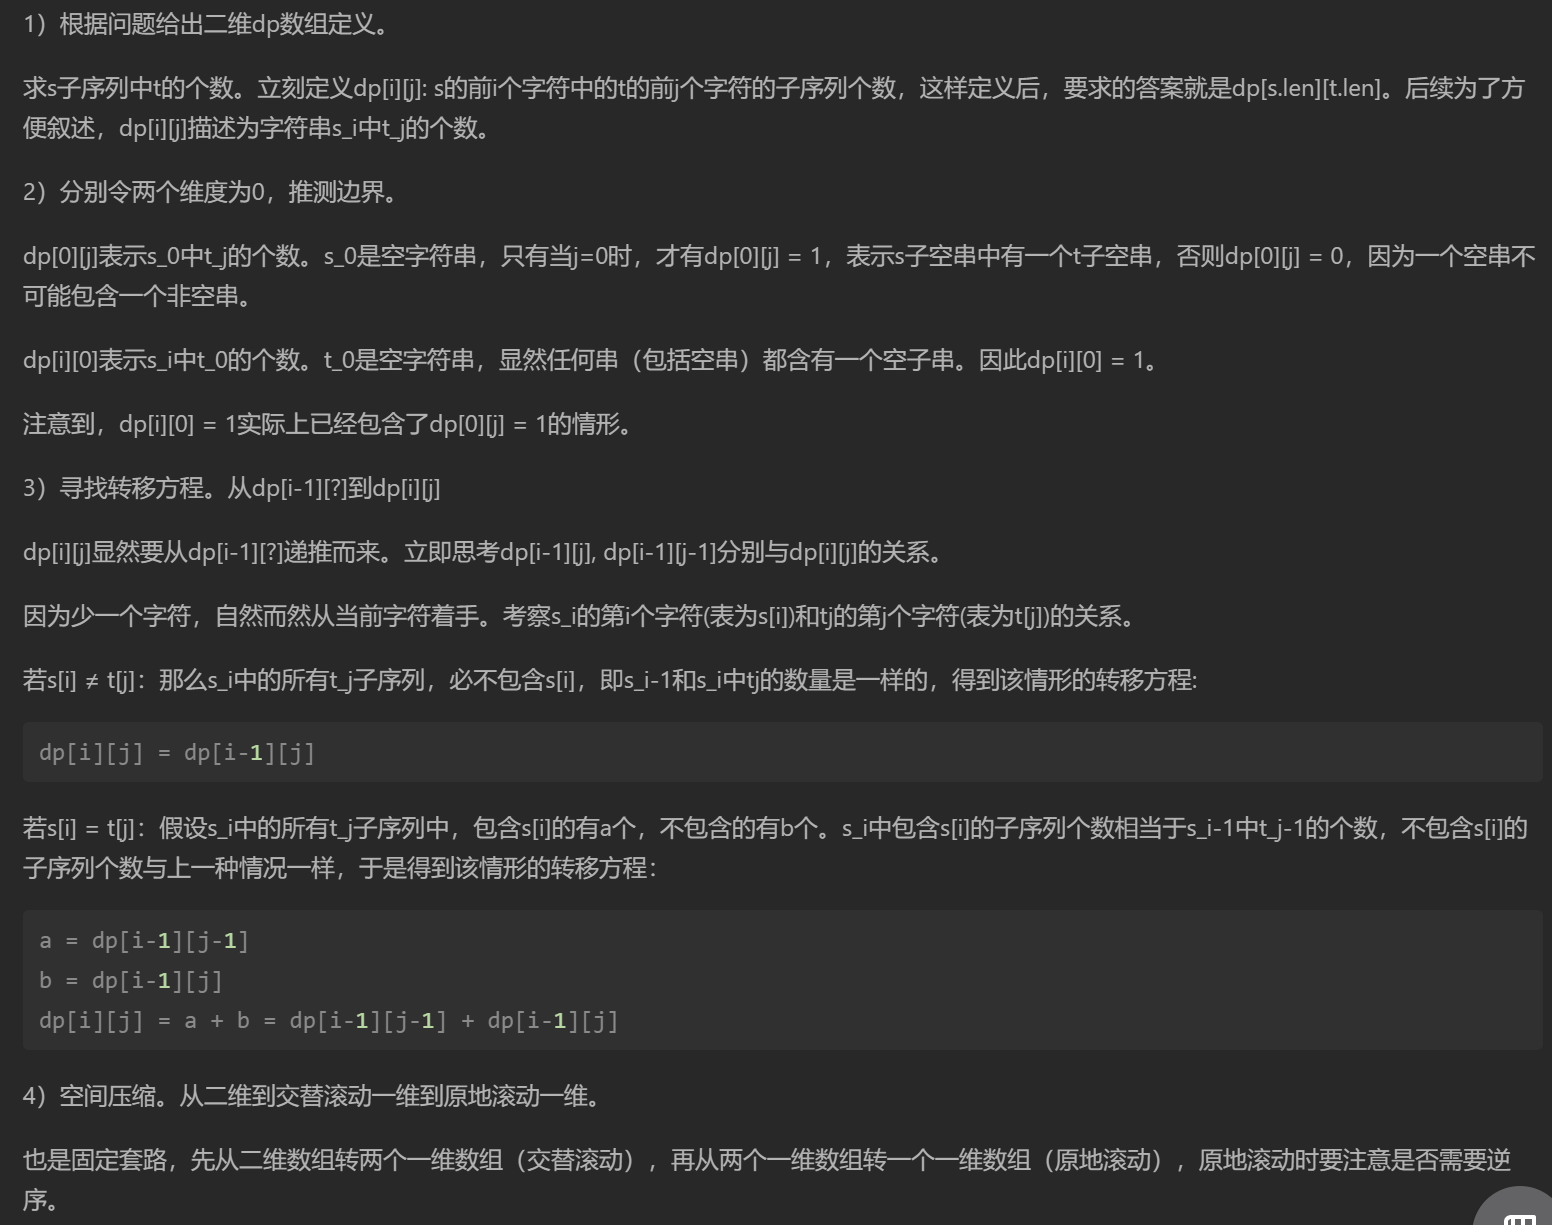 1）根据问题给出二维dp数组定义。
求s子序列中t的个数。立刻定义dp[i][j]: s的前i个字符中的t的前j个字符的子序列个数，这样定义后，要求的答案就是dp[s.len][t.len]。后续为了方
便叙述，dp[i][j]描述为字符串s_i中t_j的个数。
2）分别令两个维度为0，推测边界。
dp[0][j]表示s_0中t_j的个数。s_0是空字符串，只有当j=0时，才有dp[0][j] = 1，表示s子空串中有一个t子空串，否则dp[0][j] = 0，因为一个空串不
可能包含一个非空串。
dp[i][0]表示s_i中t_0的个数。t_0是空字符串，显然任何串（包括空串）都含有一个空子串。因此dp[i][0] = 1。
注意到，dp[i][0] = 1实际上已经包含了dp[0][j] = 1的情形。
3）寻找转移方程。从dp[i-1][?]到dp[i][j]
dp[i][j]显然要从dp[i-1][?]递推而来。立即思考dp[i-1][j], dp[i-1][j-1]分别与dp[i][j]的关系。
因为少一个字符，自然而然从当前字符着手。考察s_i的第i个字符(表为s[i])和tj的第j个字符(表为t[j])的关系。
若s[i] ≠ t[j]：那么s_i中的所有t_j子序列，必不包含s[i]，即s_i-1和s_i中tj的数量是一样的，得到该情形的转移方程:
dp[i][j] = dp[i-1][j]
若s[i] = t[j]：假设s_i中的所有t_j子序列中，包含s[i]的有a个，不包含的有b个。s_i中包含s[i]的子序列个数相当于s_i-1中t_j-1的个数，不包含s[i]的
子序列个数与上一种情况一样，于是得到该情形的转移方程：
a = dp[i-1][j-1]
b = dp[i-1][j]
dp[i][j] = a + b = dp[i-1][j-1] + dp[i-1][j]
4）空间压缩。从二维到交替滚动一维到原地滚动一维。
也是固定套路，先从二维数组转两个一维数组（交替滚动），再从两个一维数组转一个一维数组（原地滚动），原地滚动时要注意是否需要逆
序。